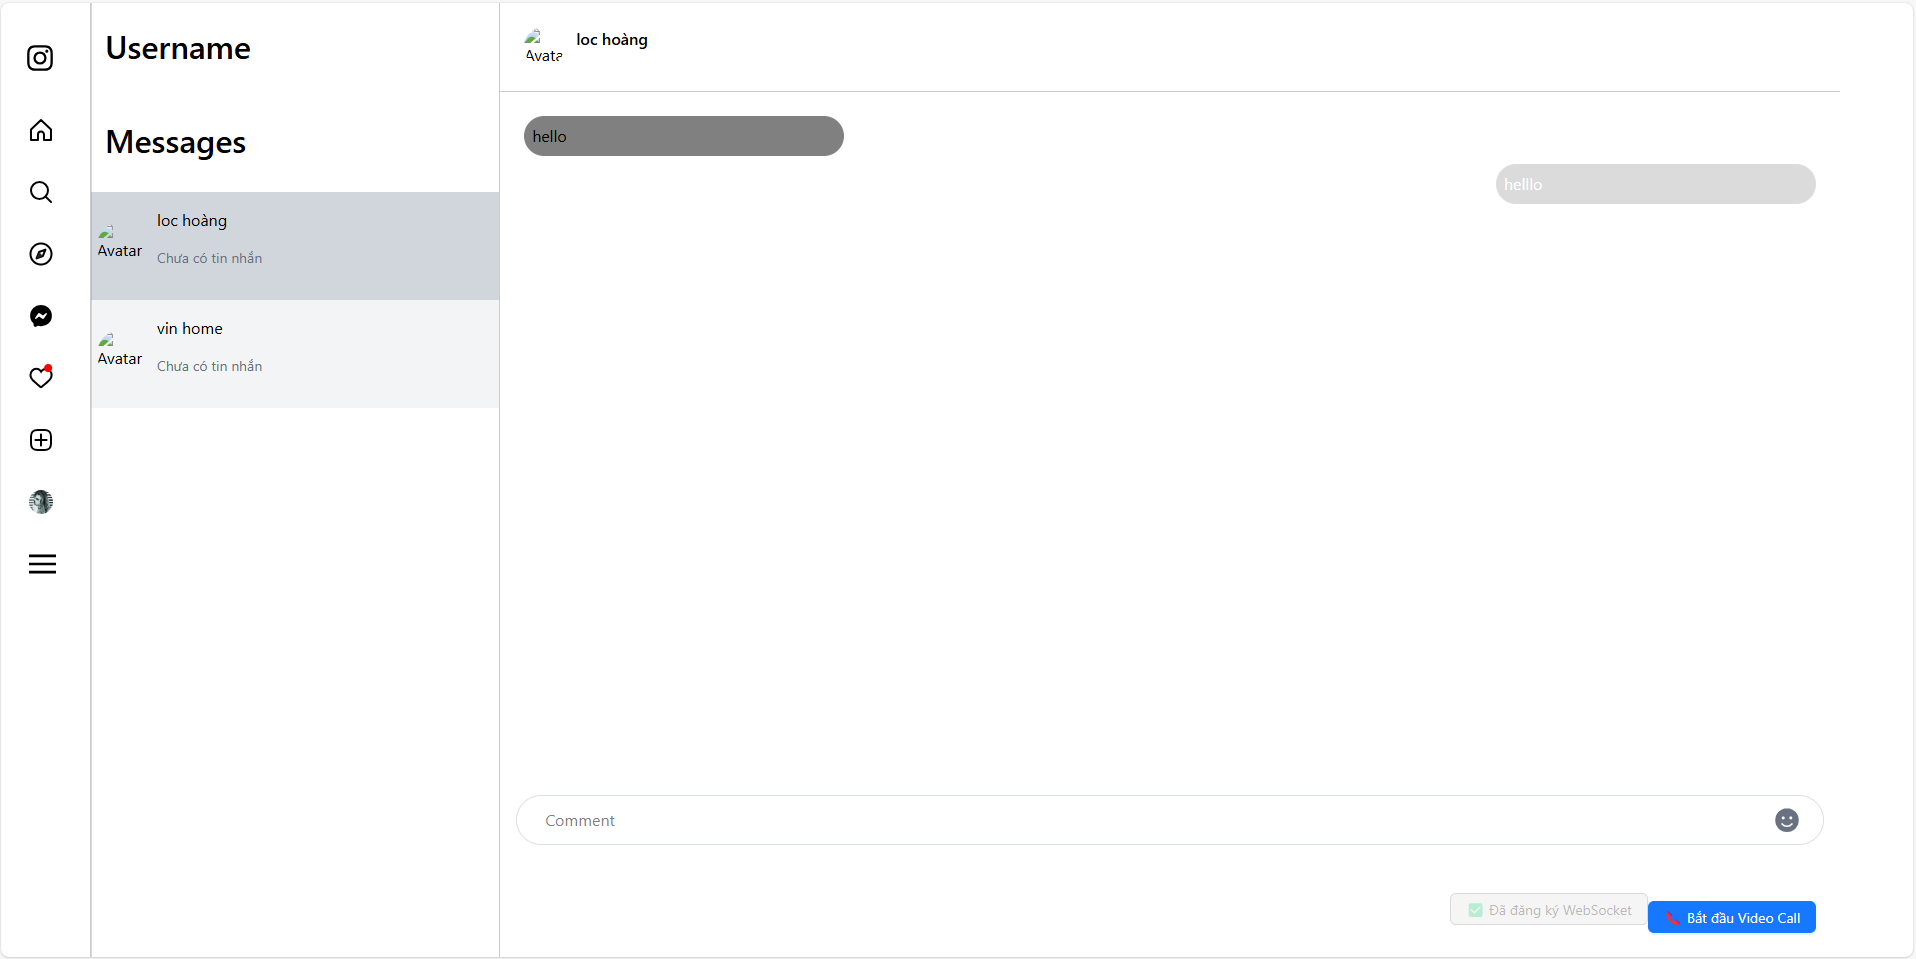 Username
Messages
Avatar
loc hoàng
Chưa có tin nhắn
Avatar
vin home
Chưa có tin nhắn
Avata
loc hoàng
hello
helllo
Comment
Đã đăng ký WebSocket
Bắt đầu Video Call